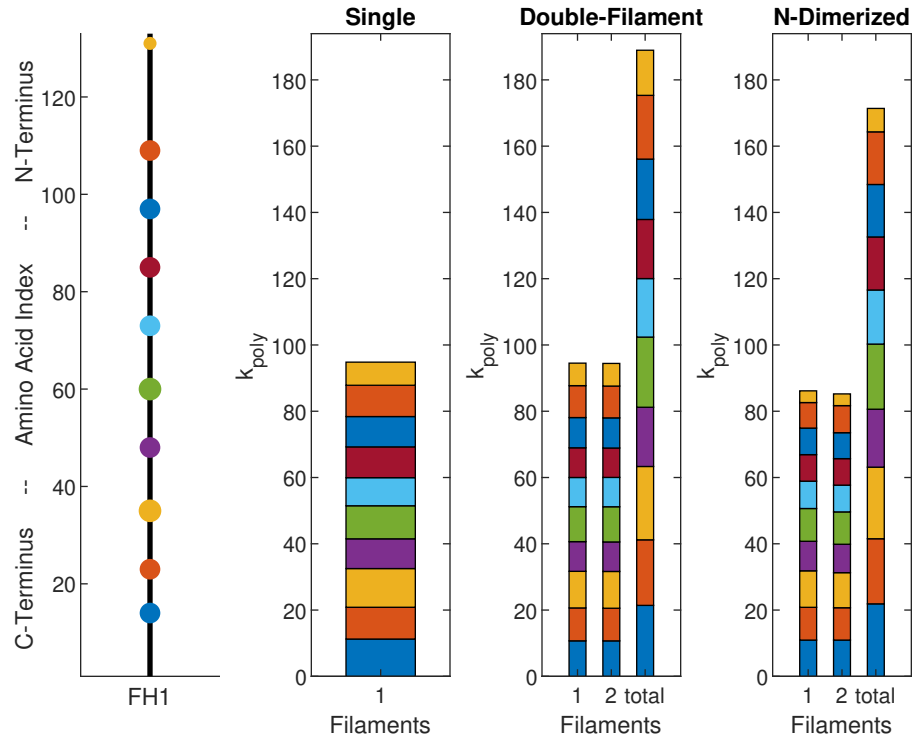 Single
Double-Filament
N-Dimerized
C-Terminus -- Amino Acid Index -- N-Terminus
120
100
80
60
40
20
FH1
k_poly
180
160
140
120
100
80
60
40
20
0
1
Filaments
k_poly
180
160
140
120
100
80
60
40
20
0
1 2 total
Filaments
k_poly
180
160
140
120
100
80
60
40
20
0
1 2 total
Filaments